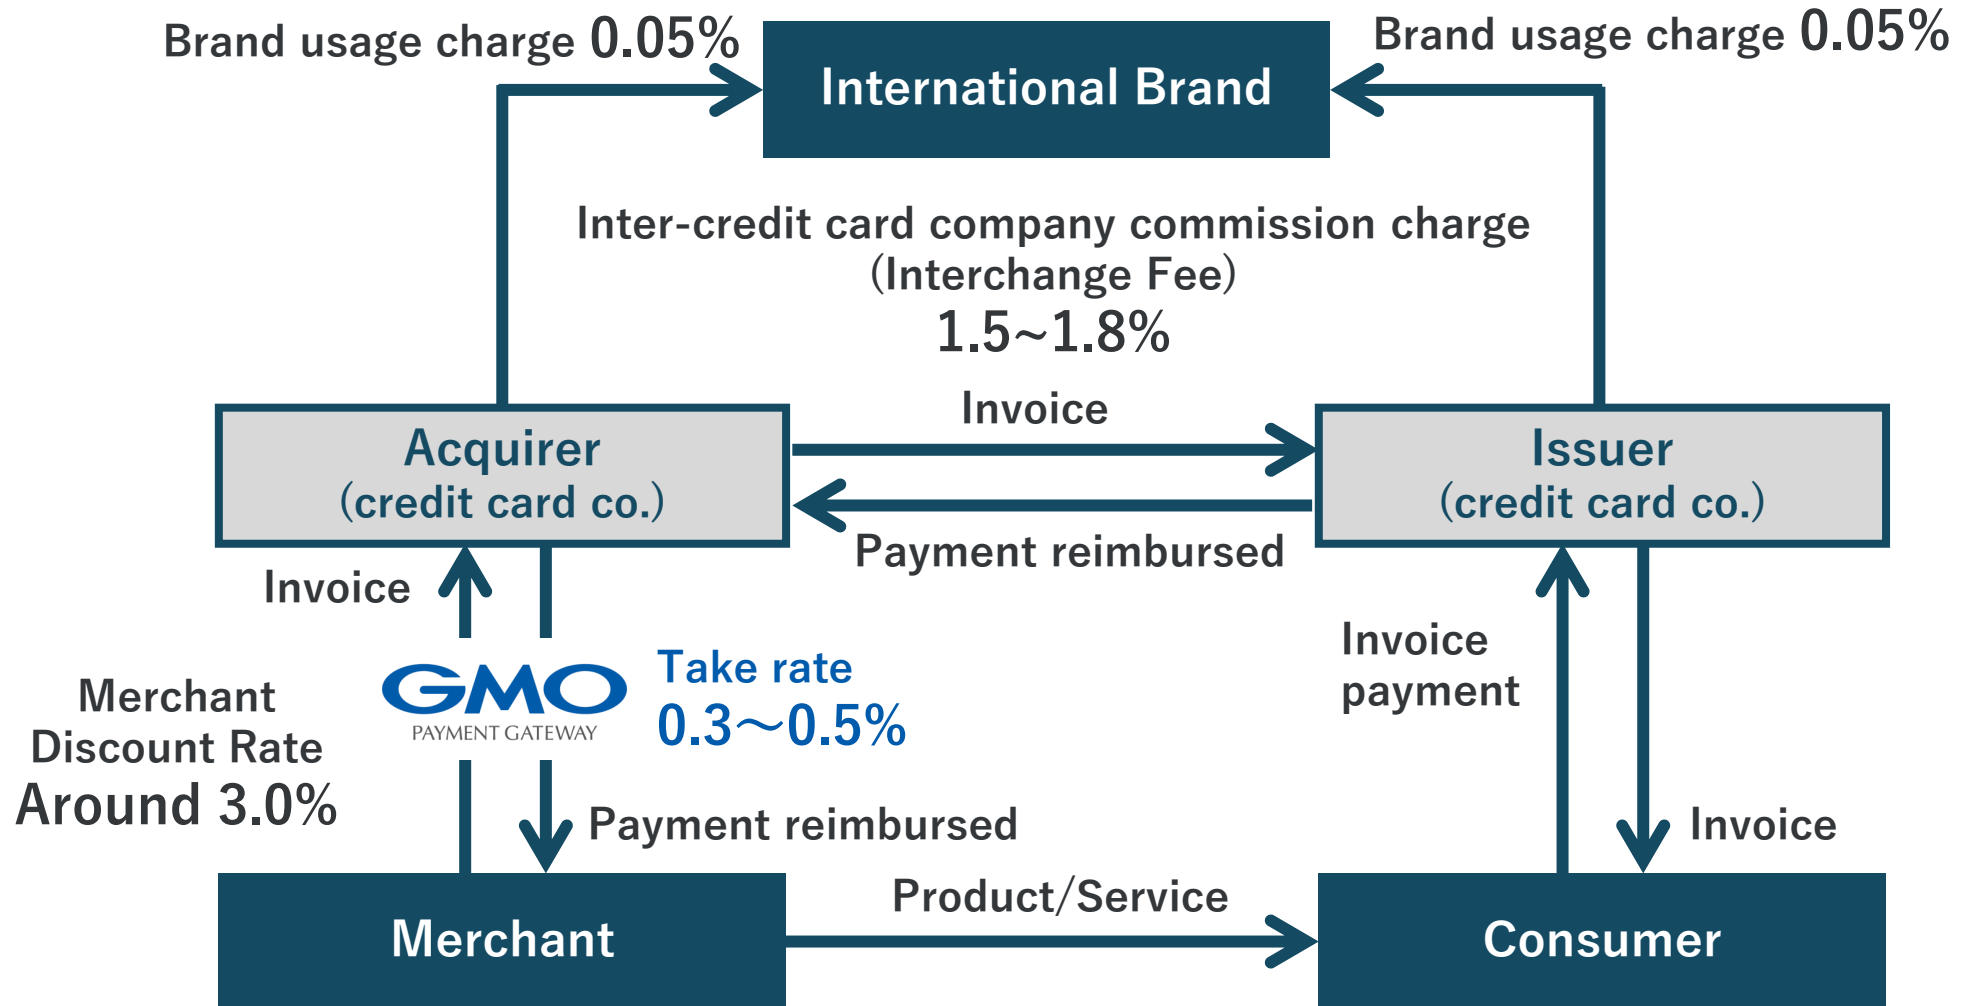 Brand usage charge 0.05%
Brand usage charge 0.05%
International Brand
Inter-credit card company commission charge
(Interchange Fee)
1.5~1.8%
Invoice
Acquirer
(credit card co.)
Issuer
(credit card co.)
Payment reimbursed
Invoice
Invoice
payment
GMO
PAYMENT GATEWAY
Take rate
0.3～0.5%
Merchant
Discount Rate
Around 3.0%
Payment reimbursed
Invoice
Product/Service
Merchant
Consumer